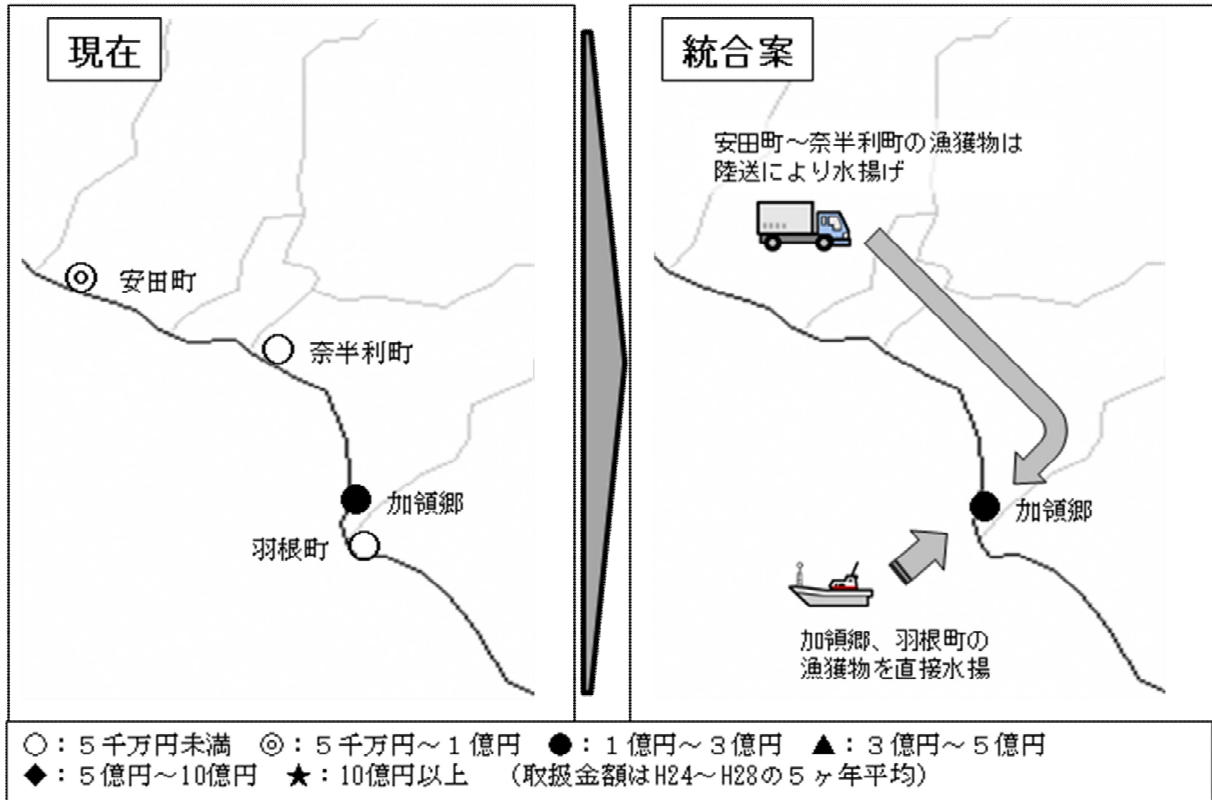 現在
安田町
奈半利町
加領郷
羽根町
統合案
安田町～奈半利町の漁獲物は
陸送により水揚げ
加領郷
加領郷、羽根町の
漁獲物を直接水揚
○：５千万円未満　◎：５千万円～１億円　●：１億円～３億円　▲：３億円～５億円
◆：５億円～10億円　★：10億円以上　（取扱金額はH24～H28の５ヶ年平均）